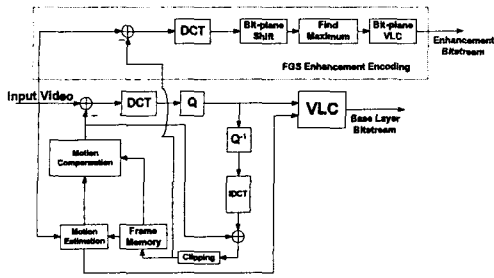 DCT
Bit-plane
Shift
Find
Maximum
Bit-plane
VLC
Enhancement
Bitstream
FGS Enhancement Encoding
Input Video
DCT
Q
VLC
Base Layer
Bitstream
Q-1
Motion
Compensation
IDCT
Motion
Estimation
Frame
Memory
Clipping